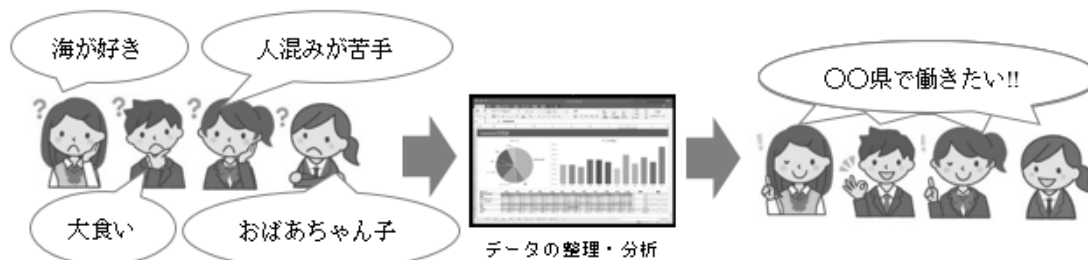 海が好き
人混みが苦手
大食い
おばあちゃん子
データの整理・分析
〇〇県で働きたい!!